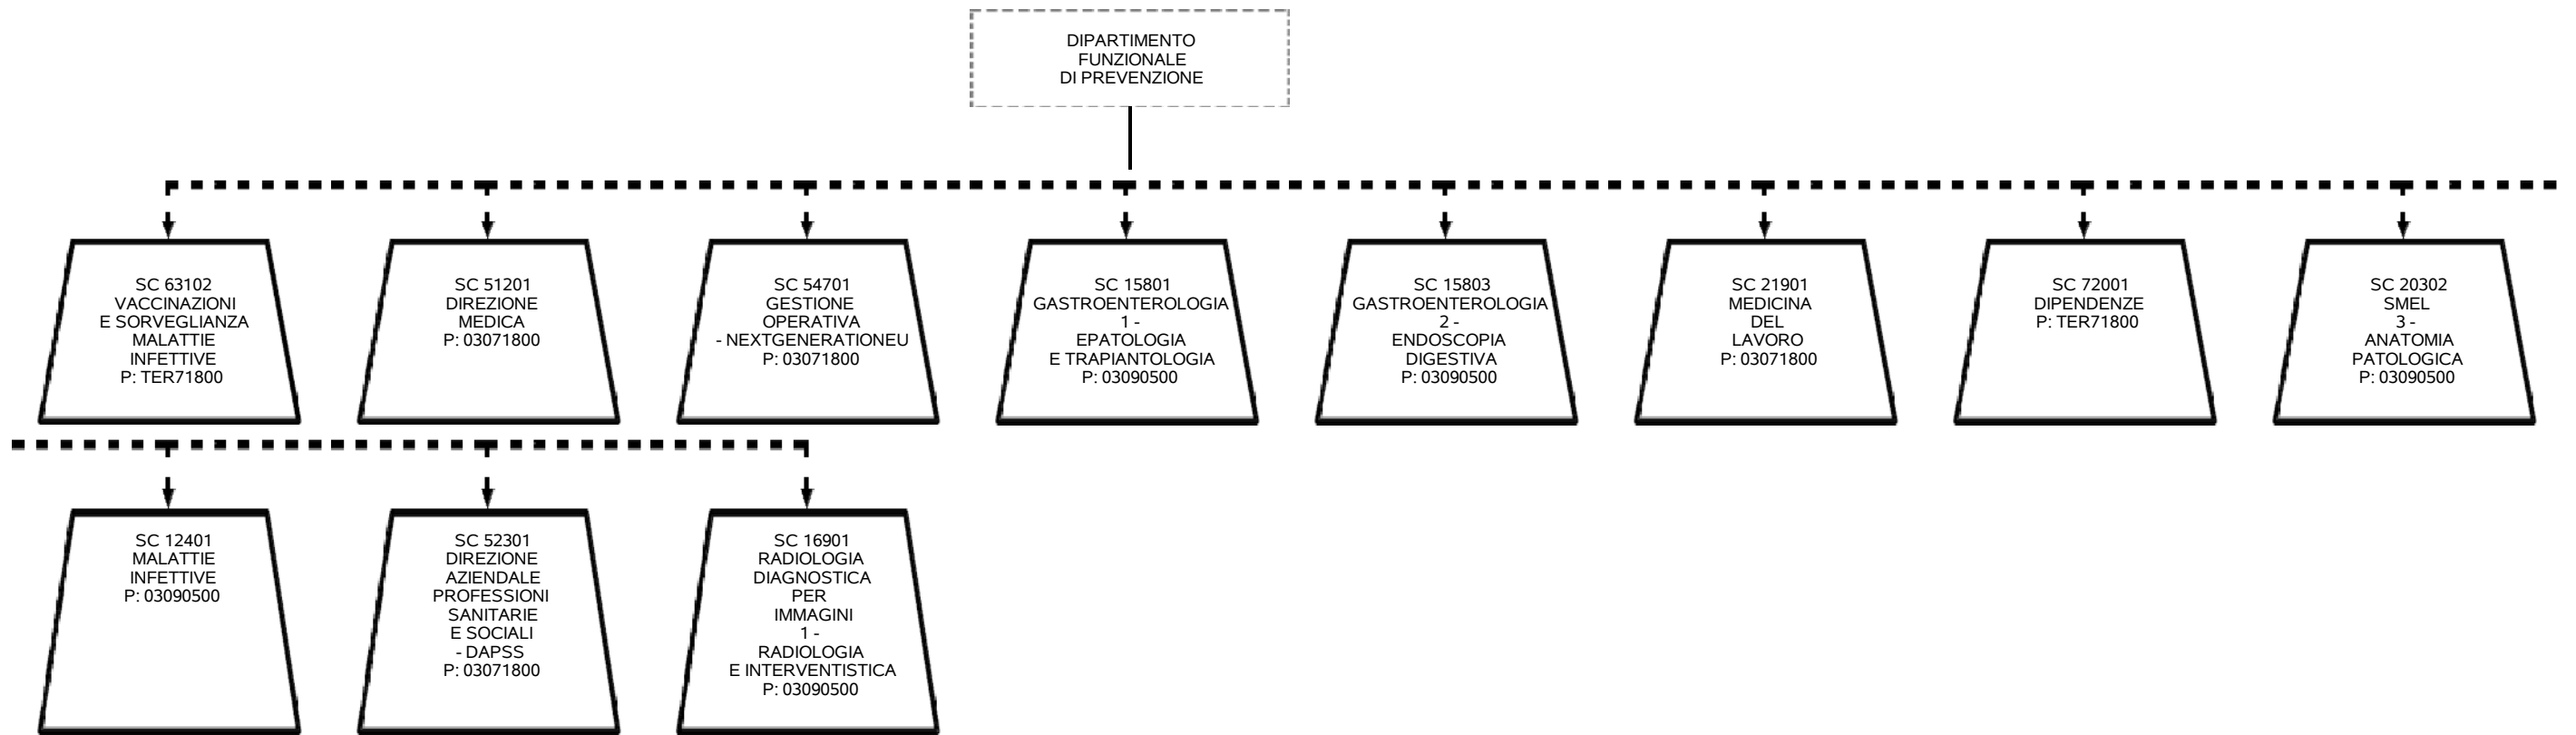 DIPARTIMENTO
FUNZIONALE
DI PREVENZIONE
SC 63102
VACCINAZIONI
E SORVEGLIANZA
MALATTIE
INFETTIVE
P: TER71800
SC 51201
DIREZIONE
MEDICA
P: 03071800
SC 54701
GESTIONE
OPERATIVA
- NEXTGENERATIONEU
P: 03071800
SC 15801
GASTROENTEROLOGIA
1 -
EPATOLOGIA
E TRAPIANTOLOGIA
P: 03090500
SC 15803
GASTROENTEROLOGIA
2 -
ENDOSCOPIA
DIGESTIVA
P: 03090500
SC 21901
MEDICINA
DEL
LAVORO
P: 03071800
SC 72001
DIPENDENZE
P: TER71800
SC 20302
SMEL
3 -
ANATOMIA
PATOLOGICA
P: 03090500
SC 12401
MALATTIE
INFETTIVE
P: 03090500
SC 52301
DIREZIONE
AZIENDALE
PROFESSIONI
SANITARIE
E SOCIALI
- DAPSS
P: 03071800
SC 16901
RADIOLOGIA
DIAGNOSTICA
PER
IMMAGINI
1 -
RADIOLOGIA
E INTERVENTISTICA
P: 03090500